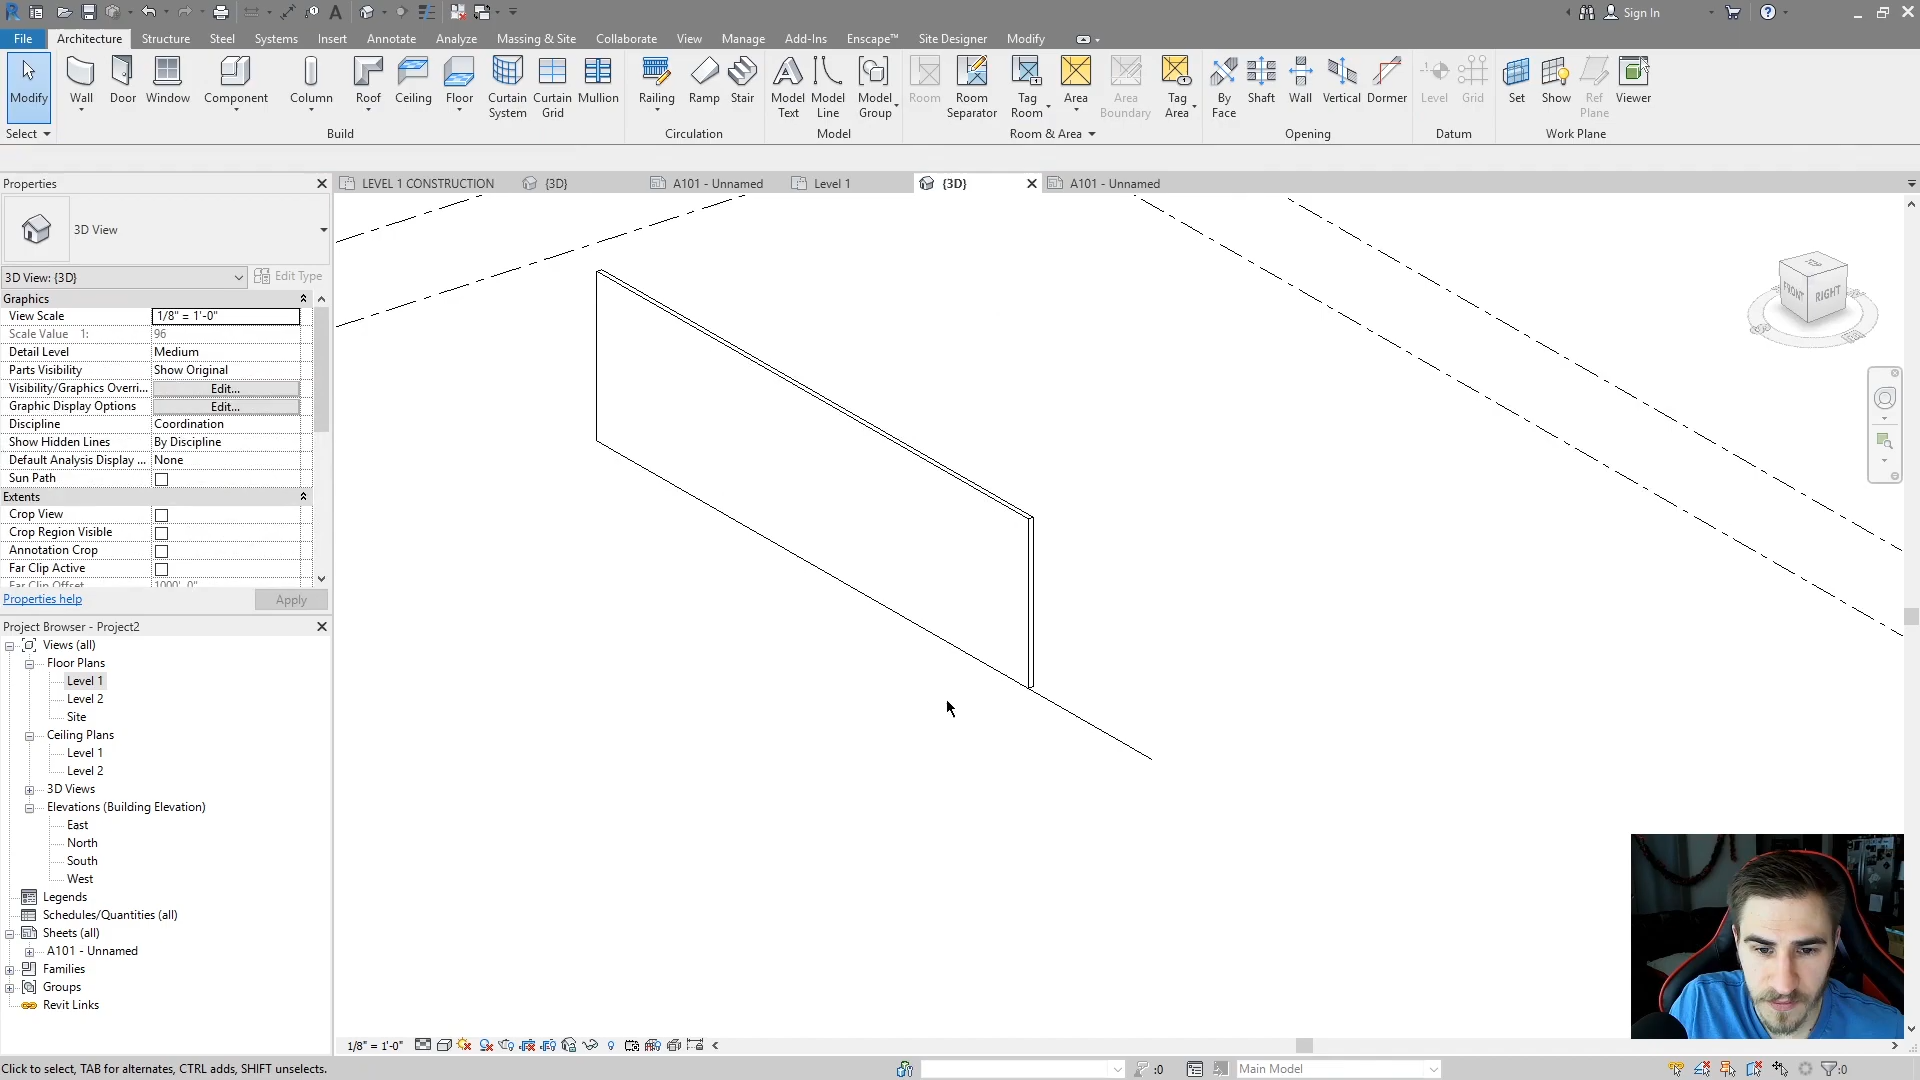 Sign In
File Architecture Structure Steel Systems Insert Annotate Analyze Massing & Site Collaborate View Manage Add-Ins Enscape™ Site Designer Modify
Modify Wall Door Window Component Column Roof Ceiling Floor Curtain System Curtain Grid Mullion Railing Ramp Stair Model Text Model Line Model Group Room Room Separator Tag Room Area Area Boundary Tag Area By Face Shaft Wall Vertical Dormer Level Grid Set Show Ref Plane Viewer
Select Build Circulation Model Room & Area Opening Datum Work Plane
Properties
LEVEL 1 CONSTRUCTION {3D} A101 - Unnamed Level 1 {3D} A101 - Unnamed
3D View
3D View: {3D} Edit Type
Graphics
View Scale 1/8" = 1'-0"
Scale Value 1: 96
Detail Level Medium
Parts Visibility Show Original
Visibility/Graphics Overri... Edit...
Graphic Display Options Edit...
Discipline Coordination
Show Hidden Lines By Discipline
Default Analysis Display ... None
Sun Path
Extents
Crop View
Crop Region Visible
Annotation Crop
Far Clip Active
Far Clip Offset 1000' 0"
Properties help Apply
TOP
FRONT RIGHT
Project Browser - Project2
Views (all)
Floor Plans
Level 1
Level 2
Site
Ceiling Plans
Level 1
Level 2
3D Views
Elevations (Building Elevation)
East
North
South
West
Legends
Schedules/Quantities (all)
Sheets (all)
A101 - Unnamed
Families
Groups
Revit Links
1/8" = 1'-0"
Click to select, TAB for alternates, CTRL adds, SHIFT unselects. :0 Main Model :0